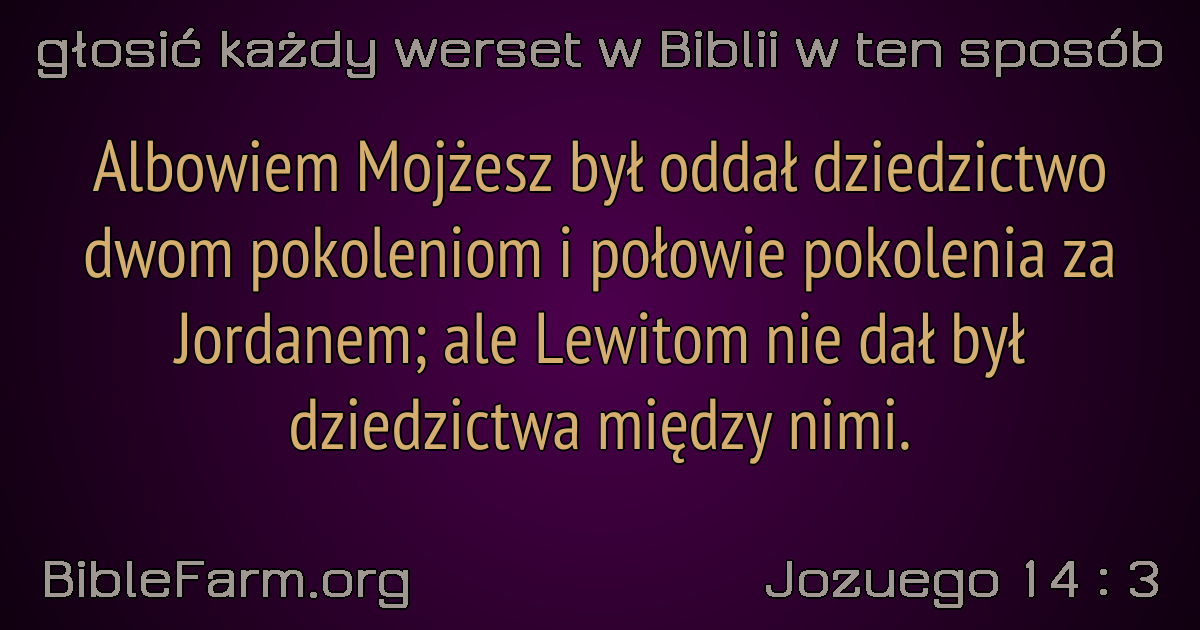 głosić każdy werset w Biblii w ten sposób
Albowiem Mojżesz był oddał dziedzictwo
dwom pokoleniom i połowie pokolenia za
Jordanem; ale Lewitom nie dał był
dziedzictwa między nimi.
BibleFarm.org
Jozuego 14 : 3